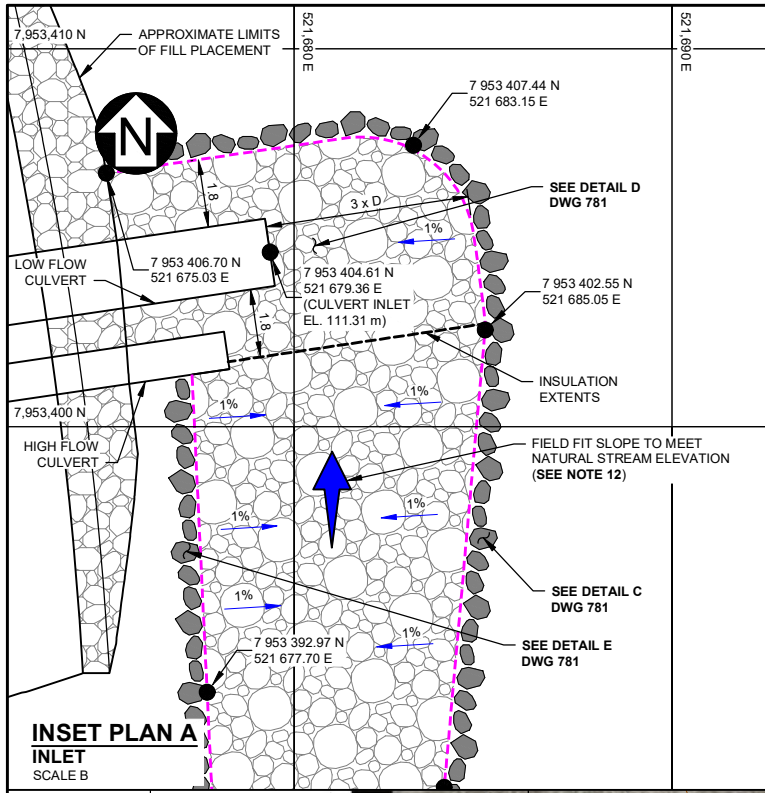 7,953,410 N
APPROXIMATE LIMITS
OF FILL PLACEMENT
521,680 E
521,690 E
7 953 407.44 N
521 683.15 E
N
SEE DETAIL D
DWG 781
1.8
3 x D
1%
LOW FLOW
CULVERT
7 953 406.70 N
521 675.03 E
7 953 404.61 N
521 679.36 E
(CULVERT INLET
EL. 111.31 m)
7 953 402.55 N
521 685.05 E
1.8
INSULATION
EXTENTS
7,953,400 N
1%
1%
HIGH FLOW
CULVERT
FIELD FIT SLOPE TO MEET
NATURAL STREAM ELEVATION
(SEE NOTE 12)
1%
1%
SEE DETAIL C
DWG 781
1%
1%
SEE DETAIL E
DWG 781
7 953 392.97 N
521 677.70 E
INSET PLAN A
INLET
SCALE B